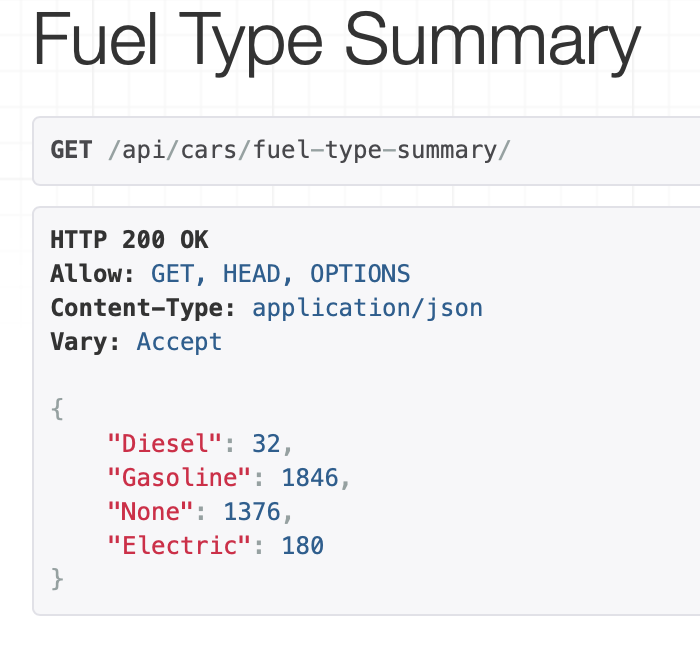 Fuel Type Summary
GET /api/cars/fuel-type-summary/
HTTP 200 OK
Allow: GET, HEAD, OPTIONS
Content-Type: application/json
Vary: Accept
{
    "Diesel": 32,
    "Gasoline": 1846,
    "None": 1376,
    "Electric": 180
}